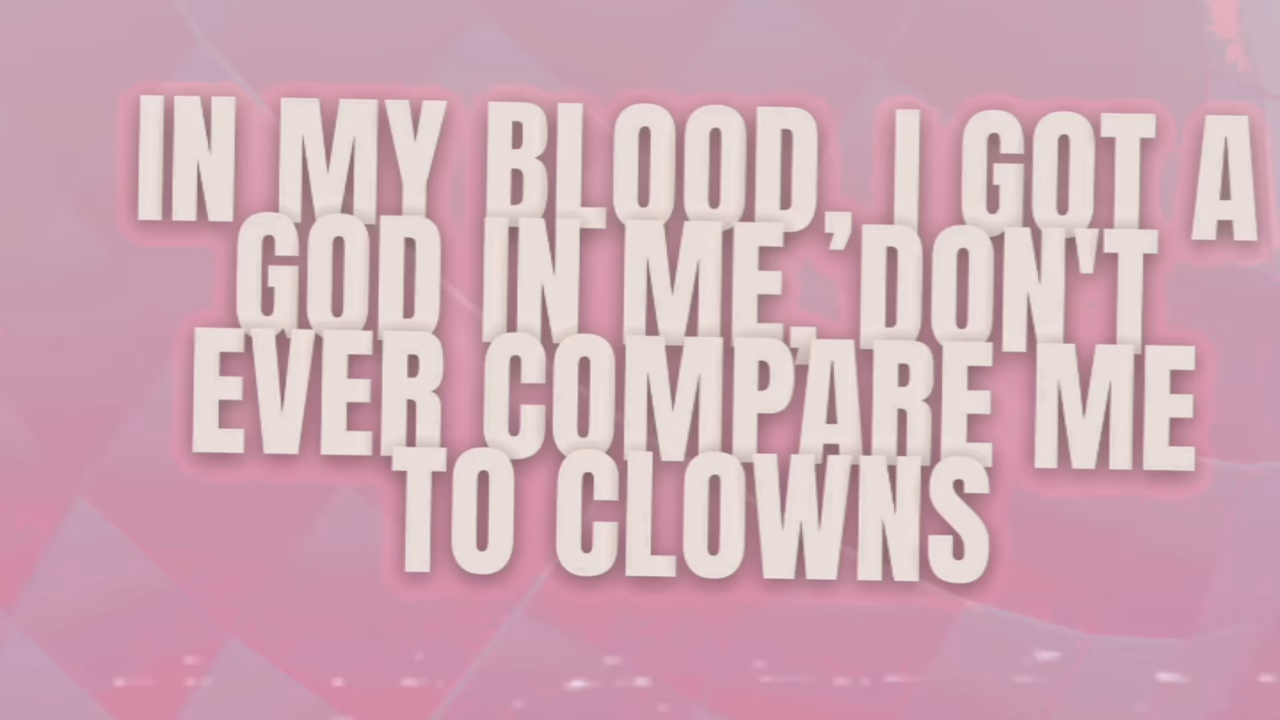 IN MY BLOOD, I GOT A
GOD IN ME, DON'T
EVER COMPARE ME
TO CLOWNS